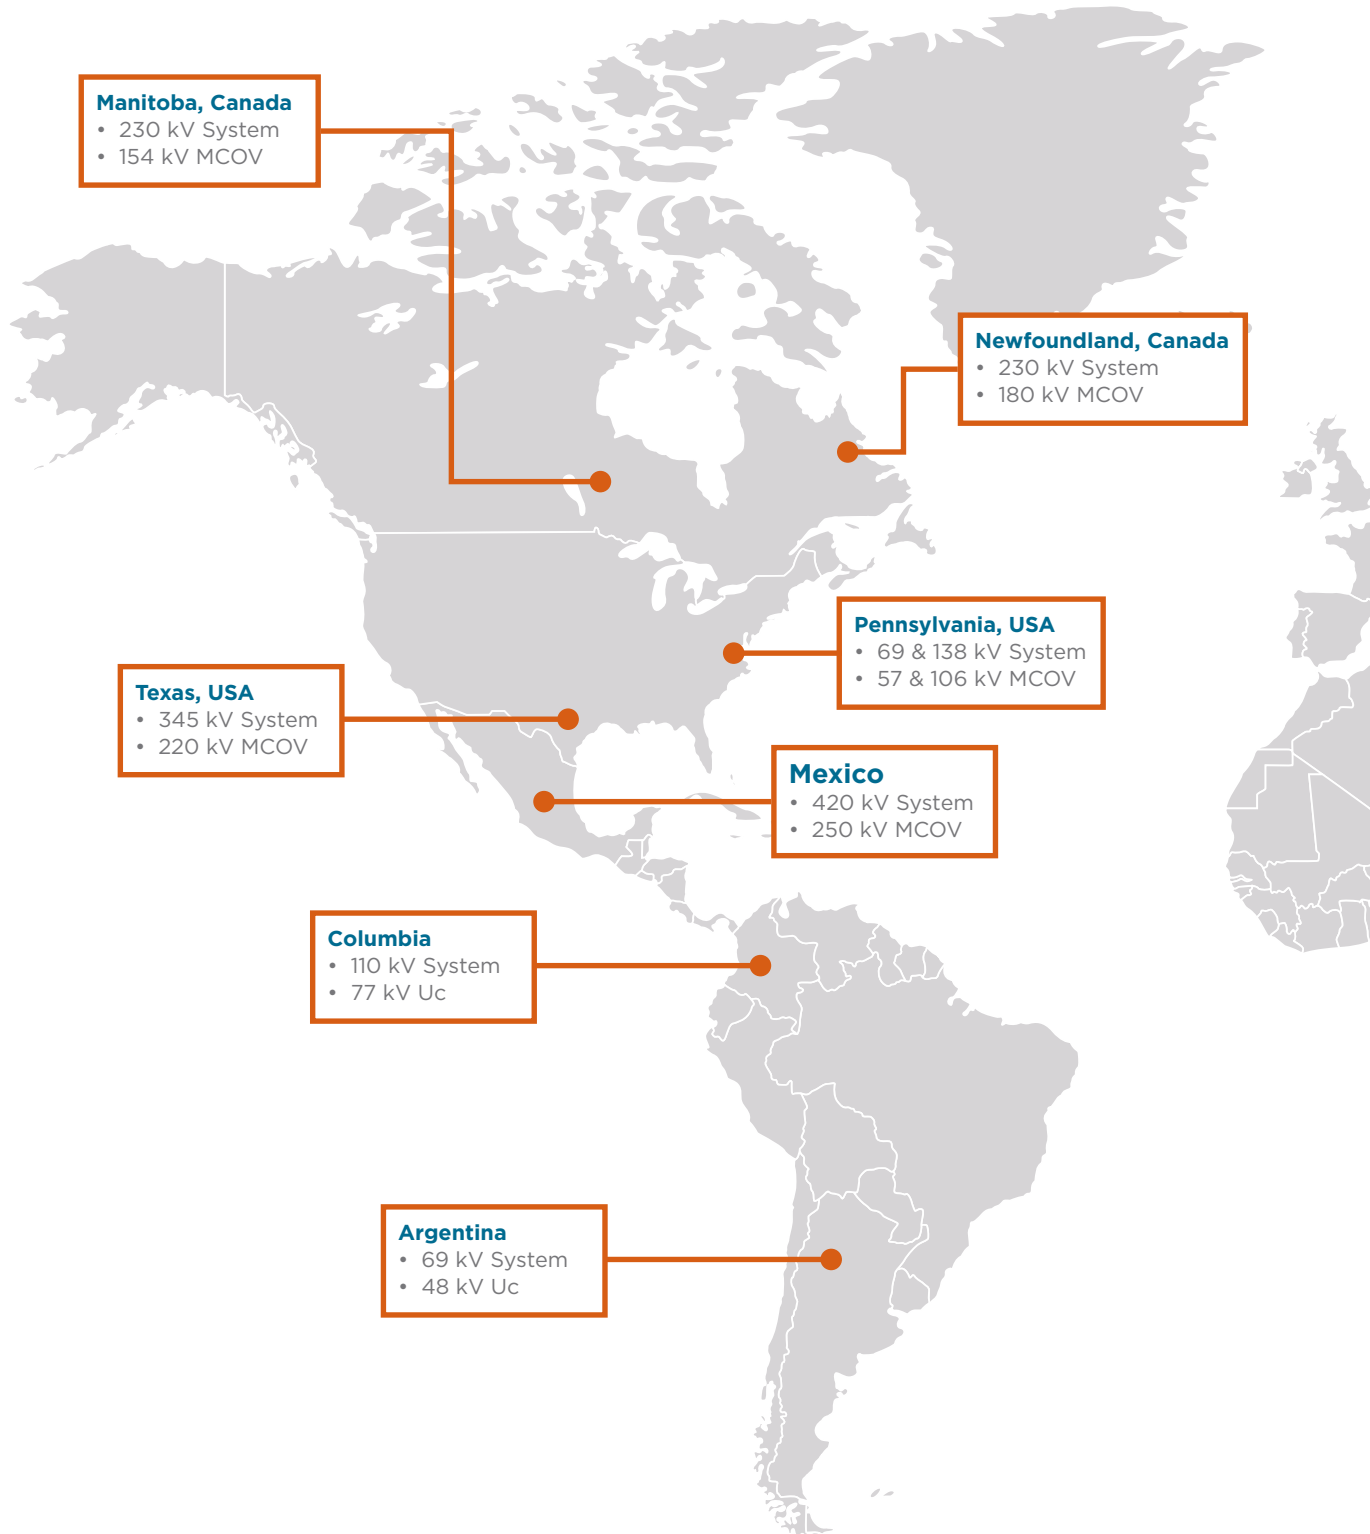 Manitoba, Canada
• 230 kV System
• 154 kV MCOV
Newfoundland, Canada
• 230 kV System
• 180 kV MCOV
Pennsylvania, USA
• 69 & 138 kV System
• 57 & 106 kV MCOV
Texas, USA
• 345 kV System
• 220 kV MCOV
Mexico
• 420 kV System
• 250 kV MCOV
Columbia
• 110 kV System
• 77 kV Uc
Argentina
• 69 kV System
• 48 kV Uc